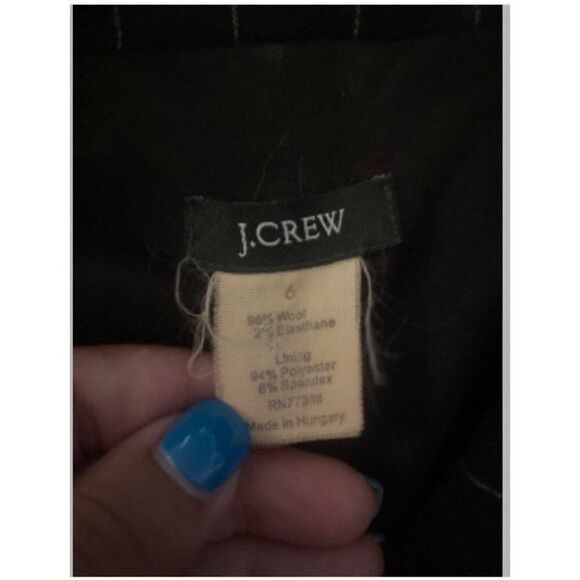 J.CREW
6
98% Wool
2% Elasthane
Lining
94% Polyester
6% Spandex
RN77388
Made in Hungary